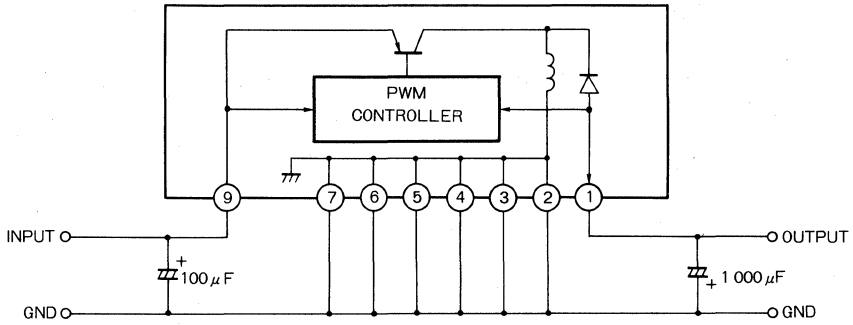 PWM
CONTROLLER
9 7 6 5 4 3 2 1
INPUT
OUTPUT
+
100μF
+
1 000μF
GND
GND